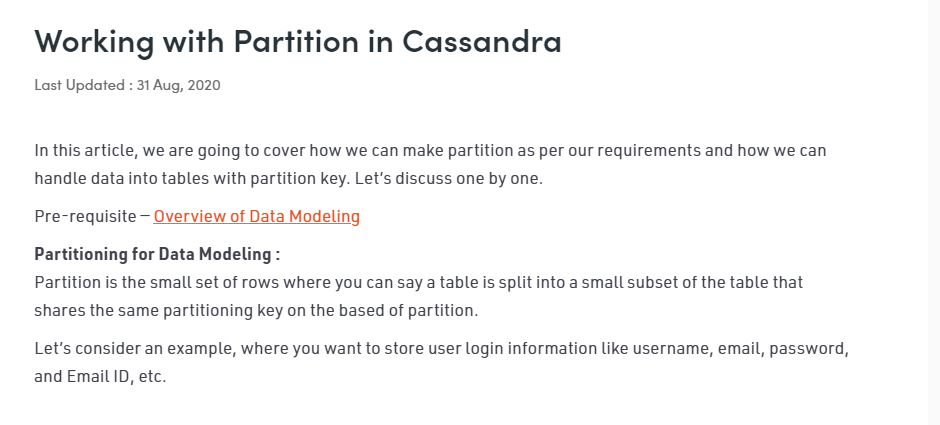 Working with Partition in Cassandra
Last Updated : 31 Aug, 2020
In this article, we are going to cover how we can make partition as per our requirements and how we can
handle data into tables with partition key. Let’s discuss one by one.
Pre-requisite – Overview of Data Modeling
Partitioning for Data Modeling :
Partition is the small set of rows where you can say a table is split into a small subset of the table that
shares the same partitioning key on the based of partition.
Let’s consider an example, where you want to store user login information like username, email, password,
and Email ID, etc.